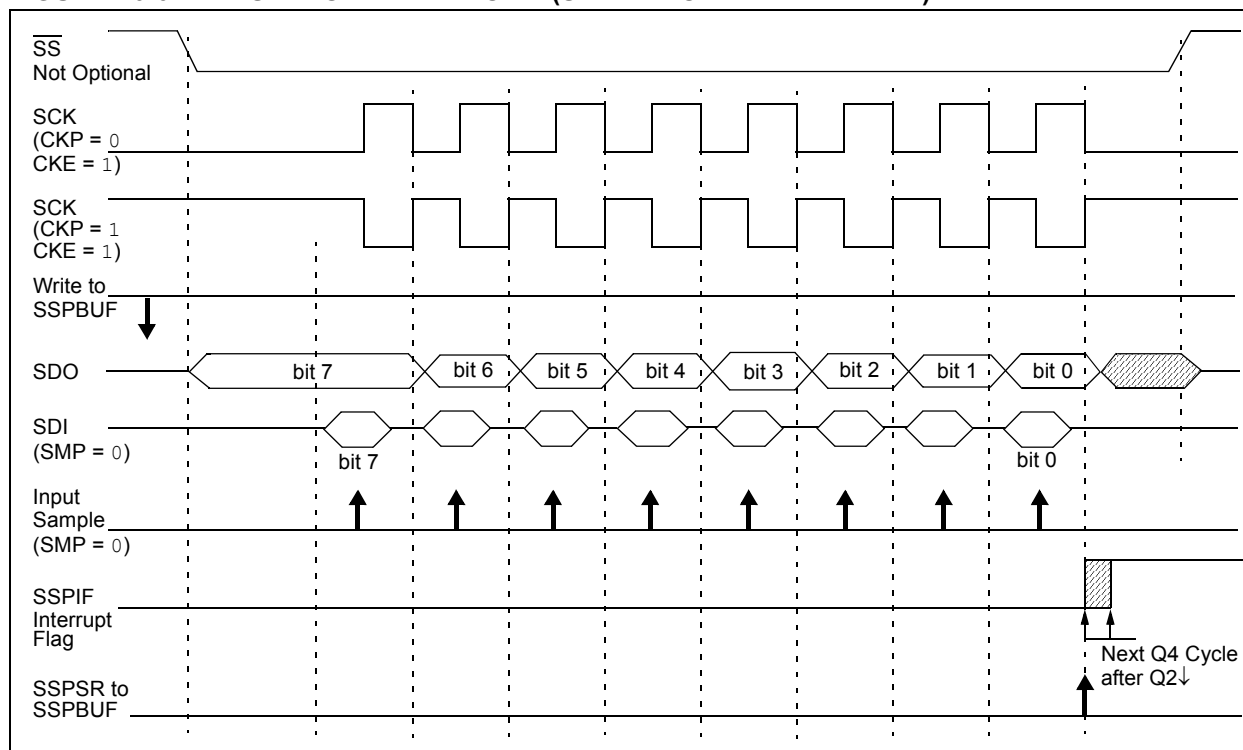 SS
Not Optional
SCK
(CKP = 0
CKE = 1)
SCK
(CKP = 1
CKE = 1)
Write to
SSPBUF
SDO
bit 7 bit 6 bit 5 bit 4 bit 3 bit 2 bit 1 bit 0
SDI
(SMP = 0)
bit 7 bit 0
Input
Sample
(SMP = 0)
SSPIF
Interrupt
Flag
Next Q4 Cycle
after Q2↓
SSPSR to
SSPBUF